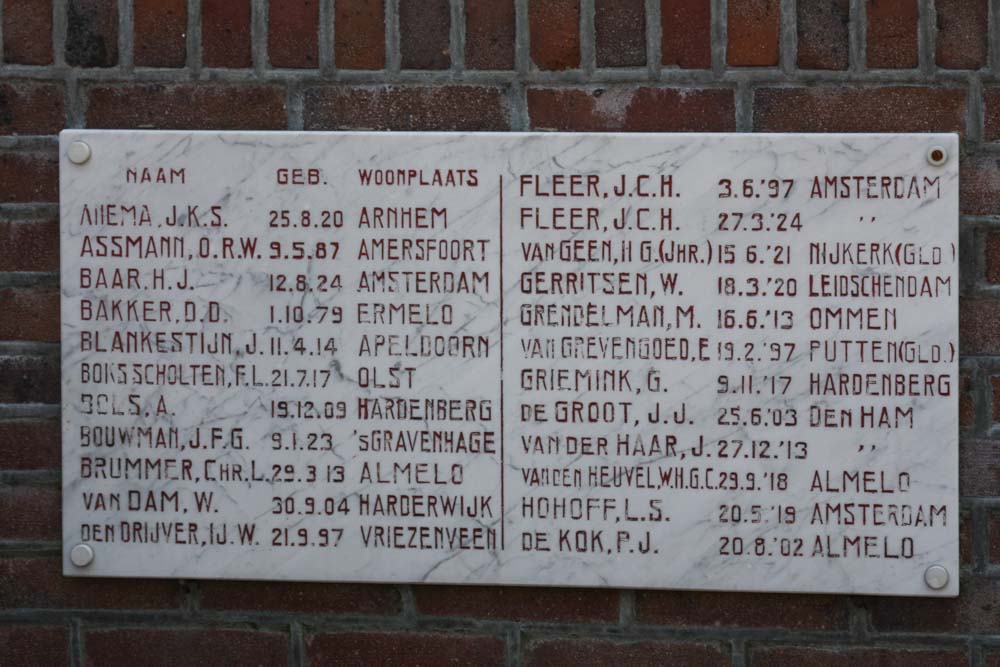 NAAM GEB. WOONPLAATS
ANEMA, J.K.S. 25.8.20 ARNHEM
ASSMANN, O.R.W. 9.5.87 AMERSFOORT
BAAR. H.J. 12.8.24 AMSTERDAM
BAKKER, D.D. 1.10.79 ERMELO
BLANKESTIJN, J. 11.4.14 APELDOORN
BOKS SCHOLTEN, F.L. 21.7.17 OLST
BOLS, A. 19.12.09 HARDENBERG
BOUWMAN, J.F.G. 9.1.23 'sGRAVENHAGE
BRUMMER, CHR, L. 29.3 13 ALMELO
VAN DAM, W. 30.9.04 HARDERWIJK
DEN DRIJVER, IJ.W. 21.9.97 VRIEZENVEEN
FLEER, J.C.H. 3.6.'97 AMSTERDAM
FLEER, J.C.H. 27.3.'24 ,,
VAN GEEN, H G. (JHR.) 15 6.'21 NIJKERK (GLD.)
GERRITSEN, W. 18.3.'20 LEIDSCHENDAM
GRENDELMAN, M. 16.6.'13 OMMEN
VAN GREVENGOED, E 19.2.'97 PUTTEN (GLD.)
GRIEMINK, G. 9.11.'17 HARDENBERG
DE GROOT, J.J. 25.6.'03 DEN HAM
VAN DER HAAR, J. 27.12.'13 ,,
VAN DEN HEUVEL, W.H.G.C. 29.9.'18 ALMELO
HOHOFF, L.S. 20.5.'19 AMSTERDAM
DE KOK, P.J. 20.8.'02 ALMELO